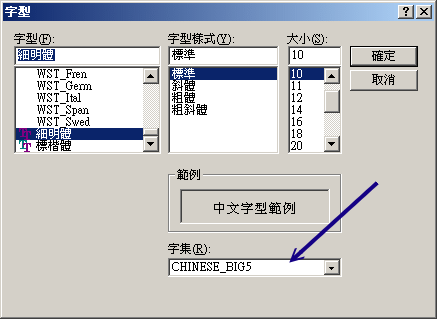 字型
字型(F):
細明體
WST_Fren
WST_Germ
WST_Ital
WST_Span
WST_Swed
細明體
標楷體
字型樣式(Y):
標準
標準
斜體
粗體
粗斜體
大小(S):
10
10
11
12
14
16
18
20
確定
取消
範例
中文字型範例
字集(R):
CHINESE_BIG5